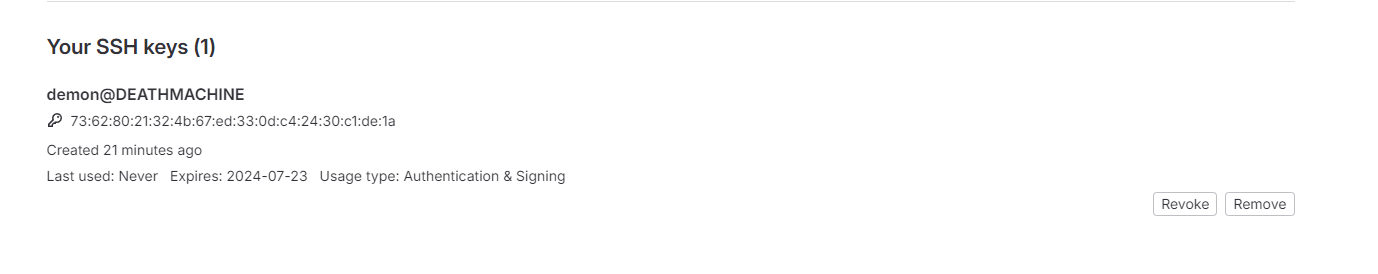 Your SSH keys (1)
demon@DEATHMACHINE
73:62:80:21:32:4b:67:ed:33:0d:c4:24:30:c1:de:1a
Created 21 minutes ago
Last used: Never Expires: 2024-07-23 Usage type: Authentication & Signing
Revoke Remove